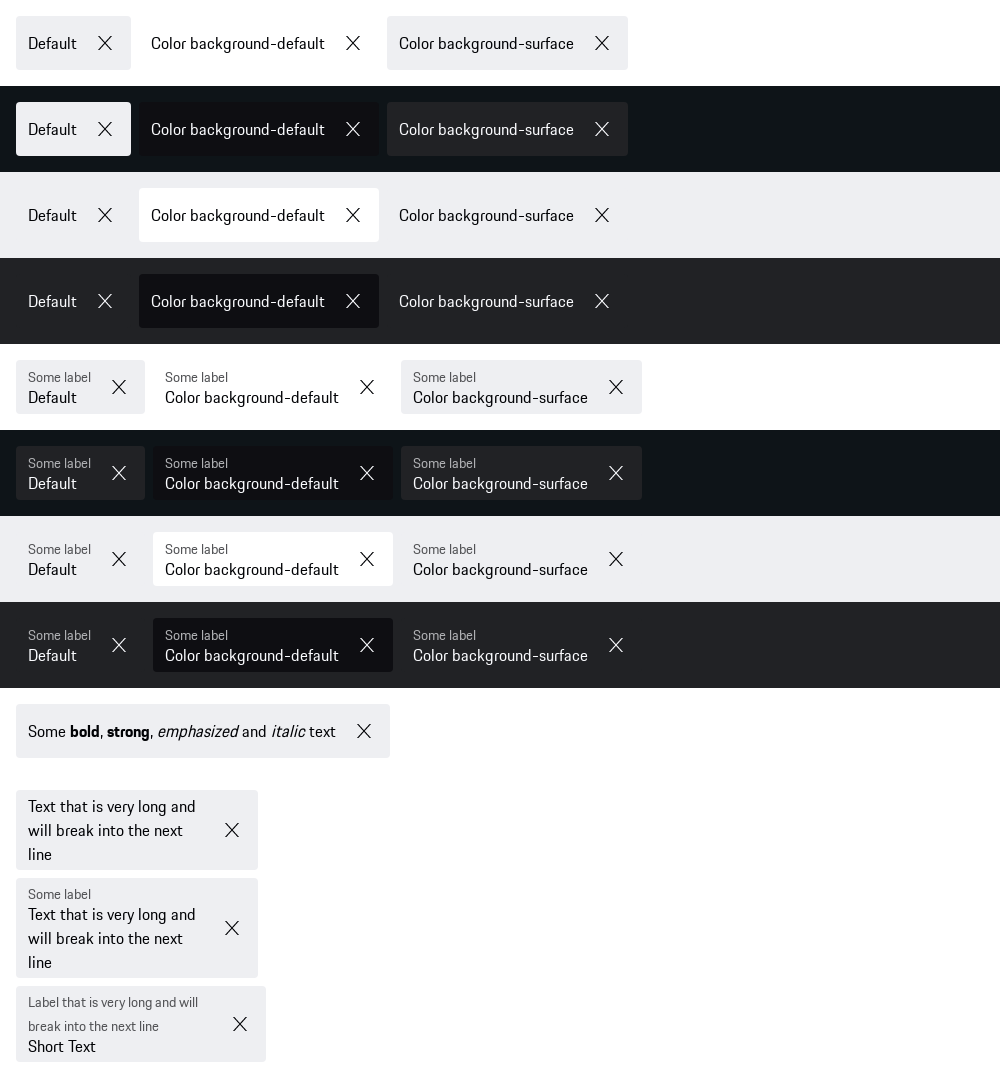 Default Color background-default Color background-surface
Default Color background-default Color background-surface
Default Color background-default Color background-surface
Default Color background-default Color background-surface
Some label Some label Some label
Default Color background-default Color background-surface
Some label Some label Some label
Default Color background-default Color background-surface
Some label Some label Some label
Default Color background-default Color background-surface
Some label Some label Some label
Default Color background-default Color background-surface
Some bold, strong, emphasized and italic text
Text that is very long and
will break into the next
line
Some label
Text that is very long and
will break into the next
line
Label that is very long and will
break into the next line
Short Text